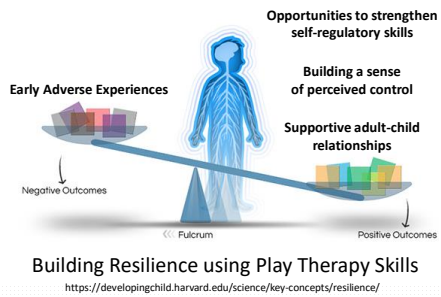 Opportunities to strengthen
self-regulatory skills
Building a sense
of perceived control
Early Adverse Experiences
Supportive adult-child
relationships
Negative Outcomes
‹‹‹ Fulcrum
Positive Outcomes
Building Resilience using Play Therapy Skills
https://developingchild.harvard.edu/science/key-concepts/resilience/